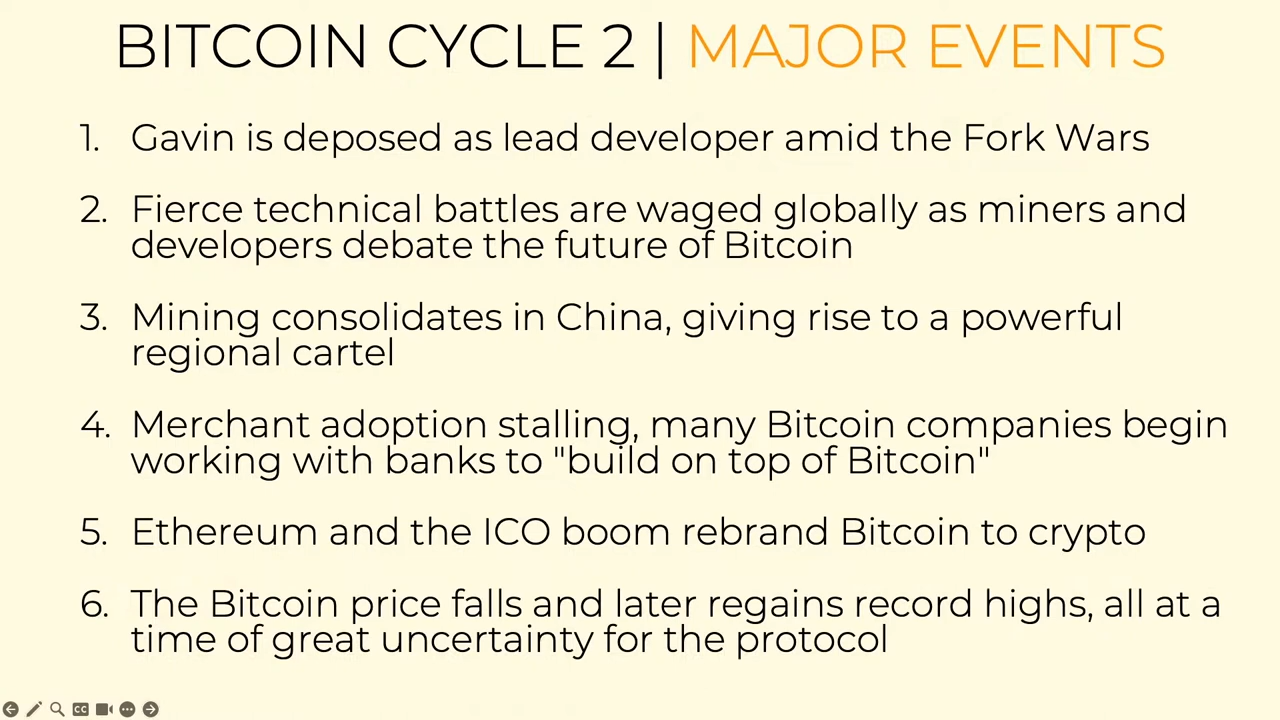 BITCOIN CYCLE 2 | MAJOR EVENTS
1. Gavin is deposed as lead developer amid the Fork Wars
2. Fierce technical battles are waged globally as miners and
developers debate the future of Bitcoin
3. Mining consolidates in China, giving rise to a powerful
regional cartel
4. Merchant adoption stalling, many Bitcoin companies begin
working with banks to "build on top of Bitcoin"
5. Ethereum and the ICO boom rebrand Bitcoin to crypto
6. The Bitcoin price falls and later regains record highs, all at a
time of great uncertainty for the protocol
CC